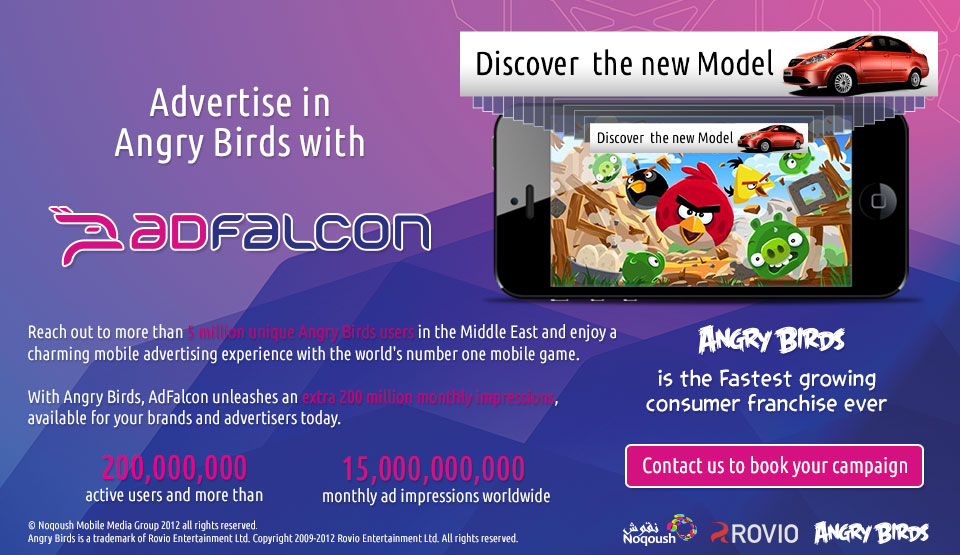 Discover the new Model
Advertise in
Angry Birds with
Discover the new Model
ADFALCON
Reach out to more than 5 million unique Angry Birds users in the Middle East and enjoy a
charming mobile advertising experience with the world's number one mobile game.
With Angry Birds, AdFalcon unleashes an extra 200 million monthly impressions,
available for your brands and advertisers today.
200,000,000
active users and more than
15,000,000,000
monthly ad impressions worldwide
ANGRY BIRDS
is the Fastest growing
consumer franchise ever
Contact us to book your campaign
© Noqoush Mobile Media Group 2012 all rights reserved.
Angry Birds is a trademark of Rovio Entertainment Ltd. Copyright 2009-2012 Rovio Entertainment Ltd. All rights reserved.
نقوش
Noqoush
ROVIO
ANGRY BIRDS